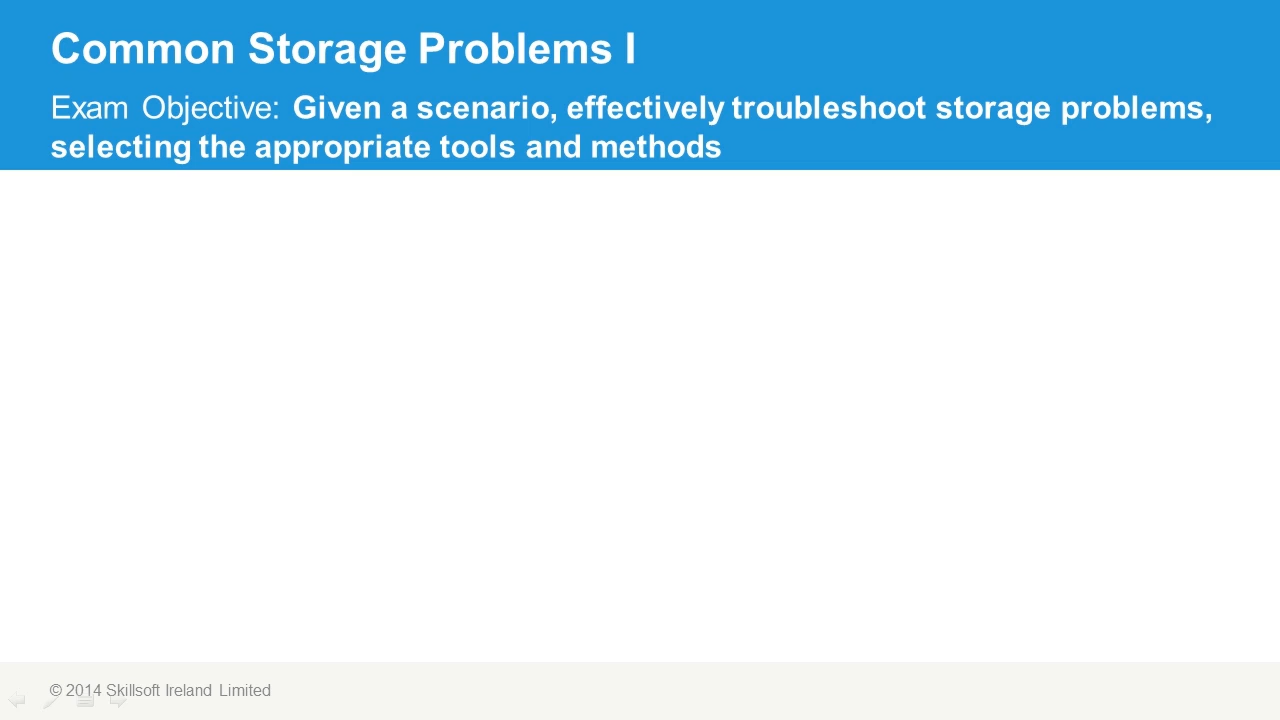 Common Storage Problems I
Exam Objective: Given a scenario, effectively troubleshoot storage problems,
selecting the appropriate tools and methods
© 2014 Skillsoft Ireland Limited